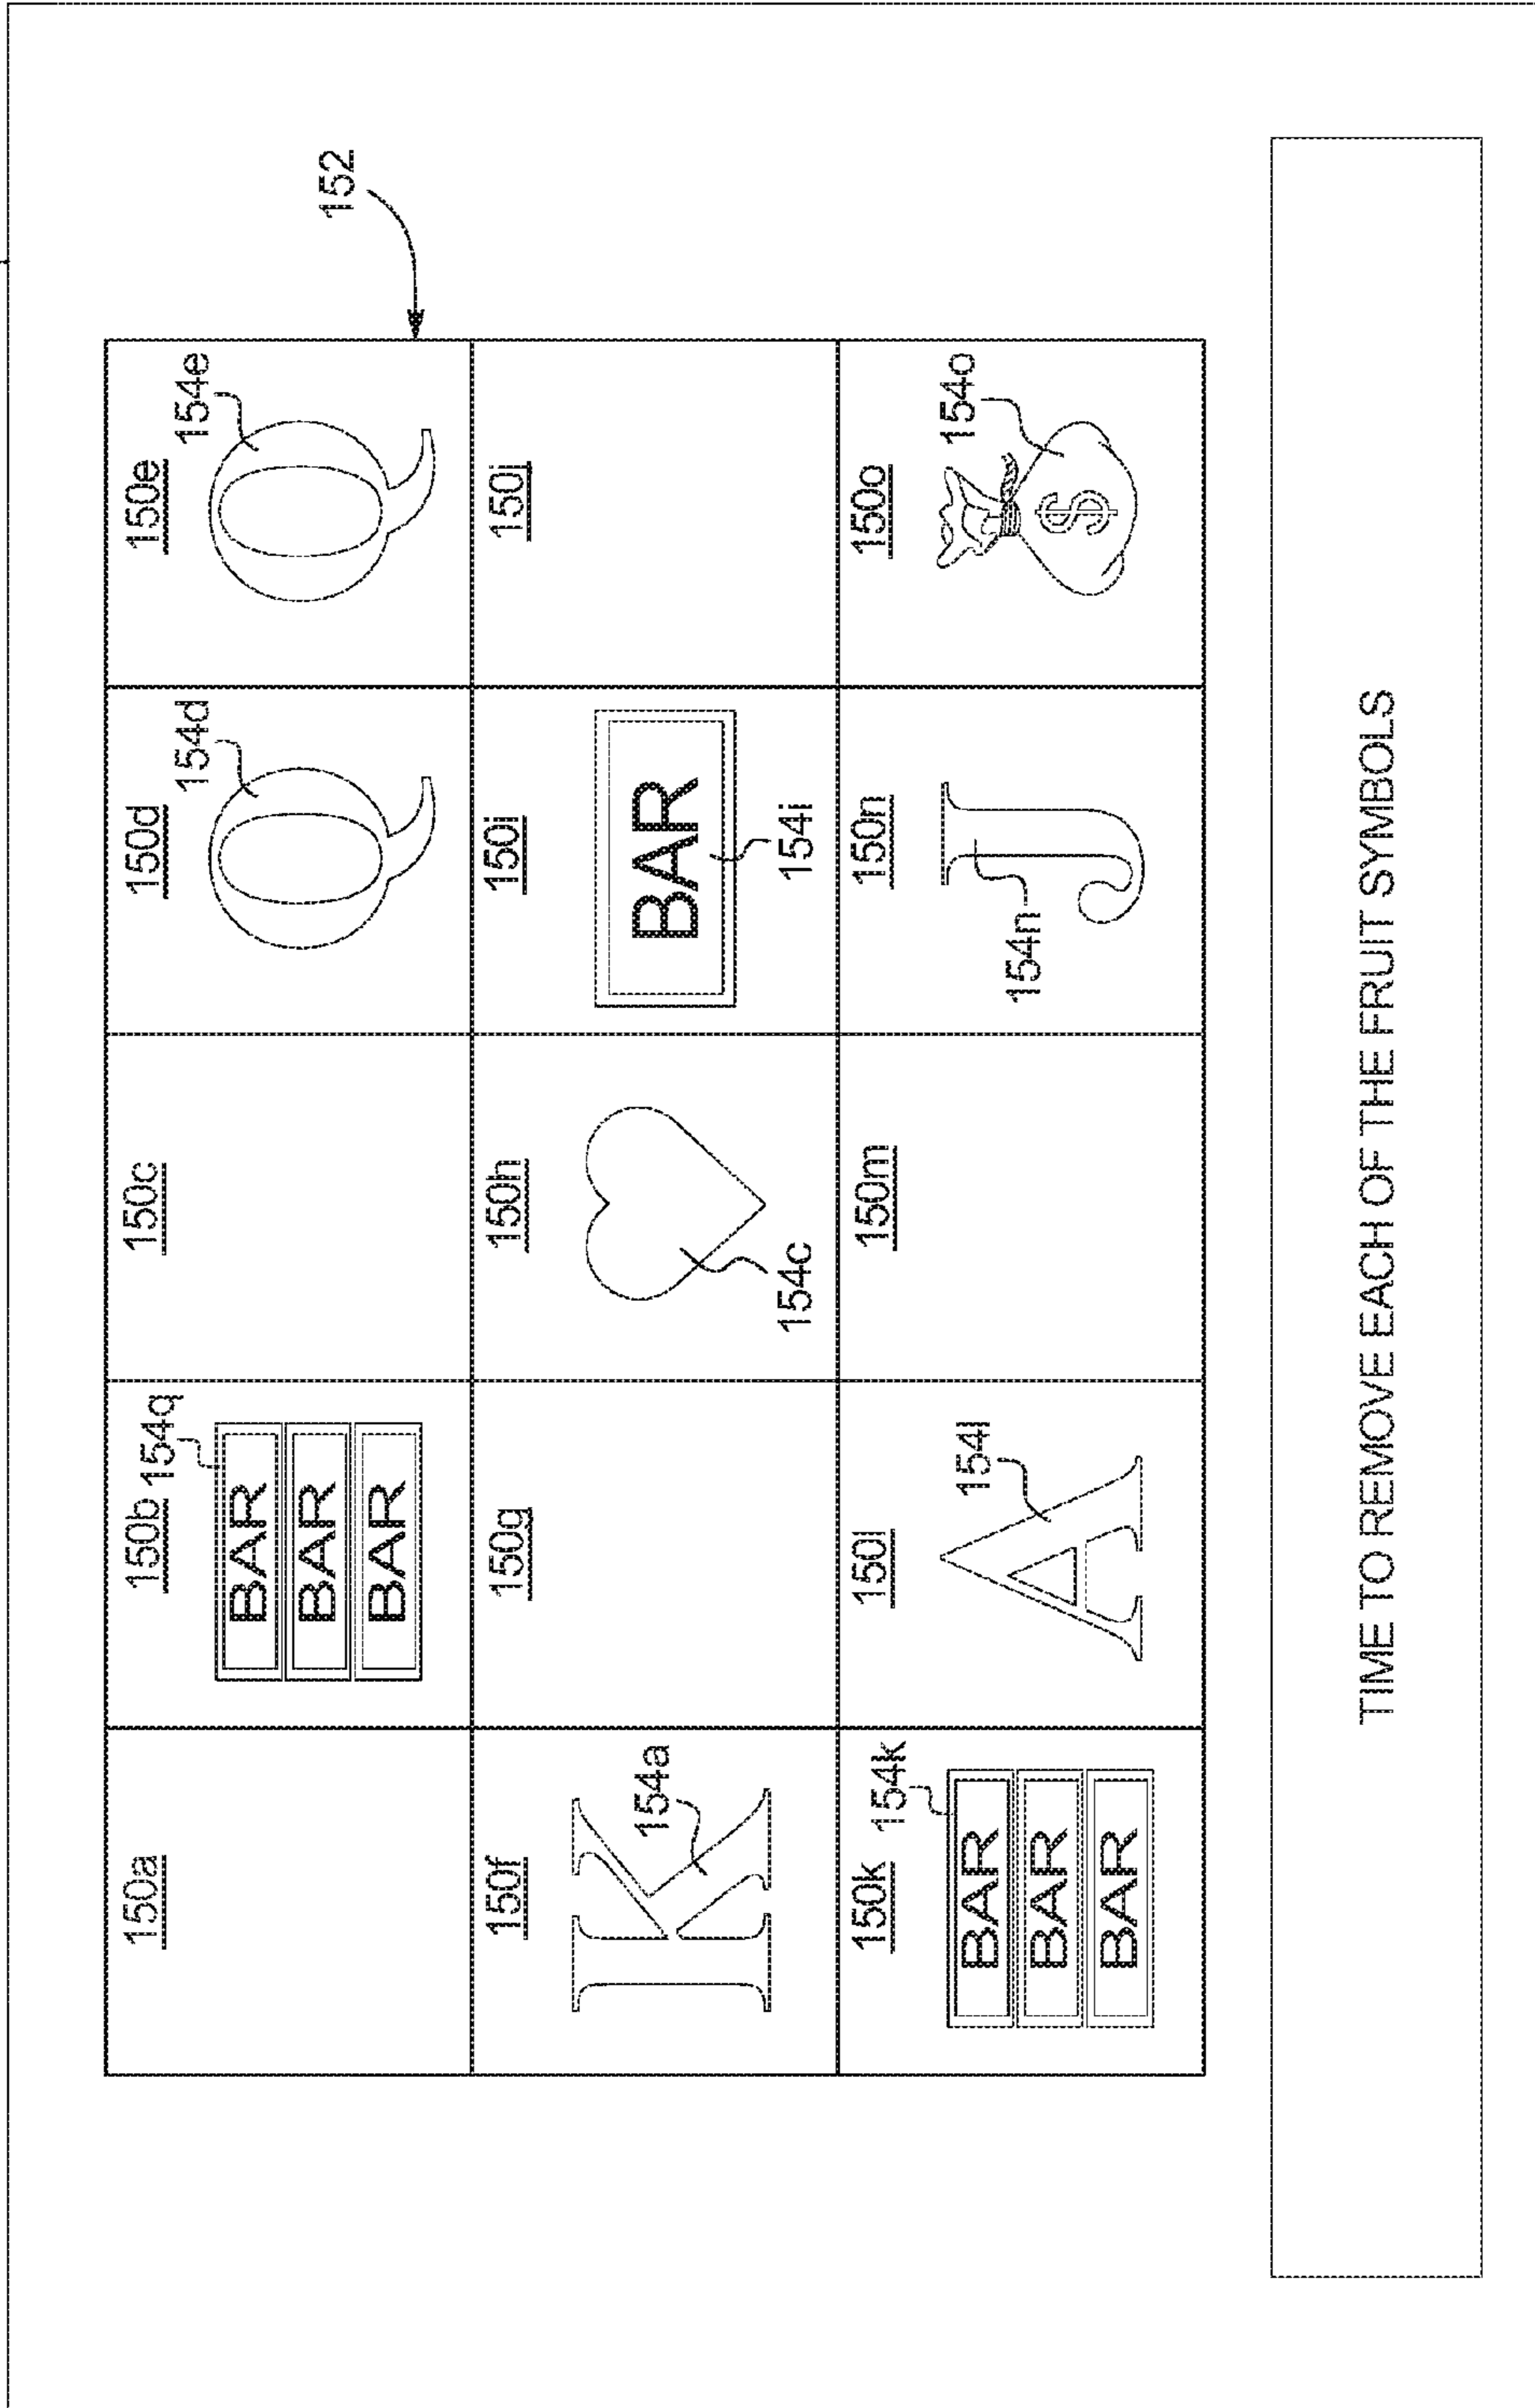 152
150a
150b 154q
BAR
BAR
BAR
150c
150d
154d
Q
150e
154e
Q
150f
K
154a
150g
150h
154c
150i
BAR
154i
150j
150k
154k
BAR
BAR
BAR
150l
154l
A
150m
150n
154n
J
150o
154o
$
TIME TO REMOVE EACH OF THE FRUIT SYMBOLS